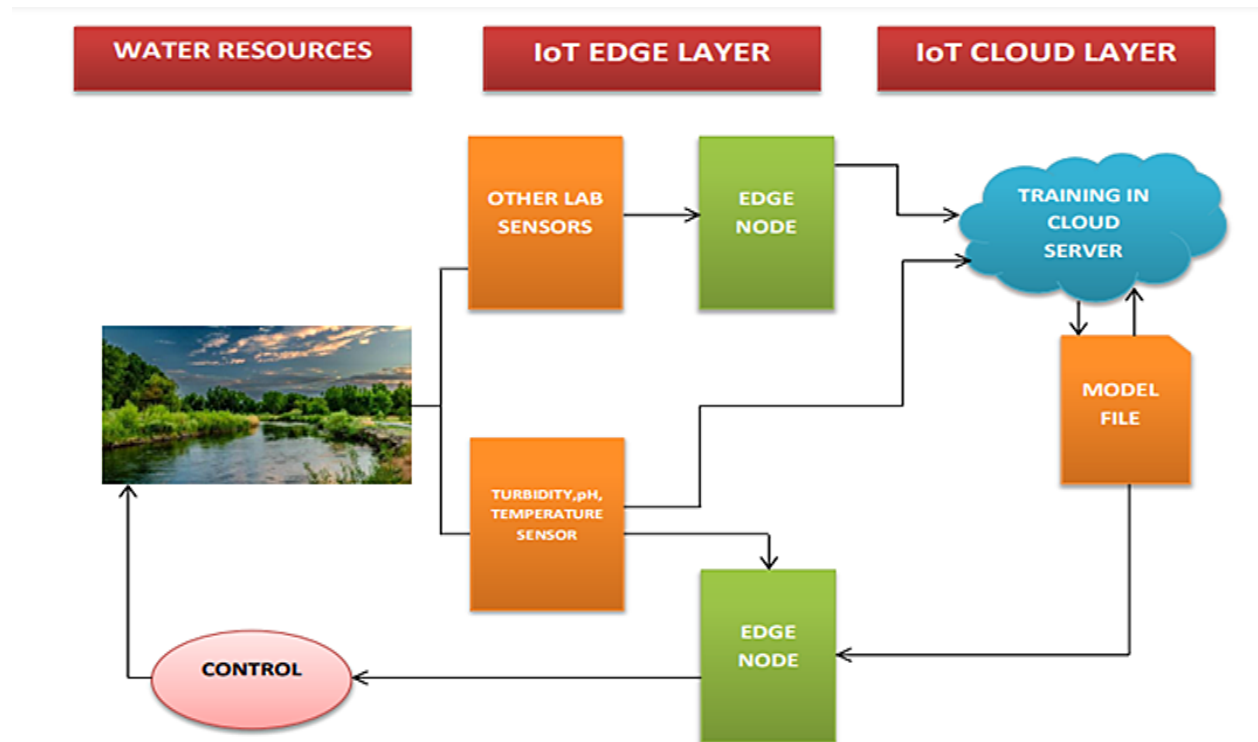 WATER RESOURCES
IoT EDGE LAYER
IoT CLOUD LAYER
OTHER LAB
SENSORS
EDGE
NODE
TRAINING IN
CLOUD
SERVER
MODEL
FILE
TURBIDITY,pH,
TEMPERATURE
SENSOR
EDGE
NODE
CONTROL